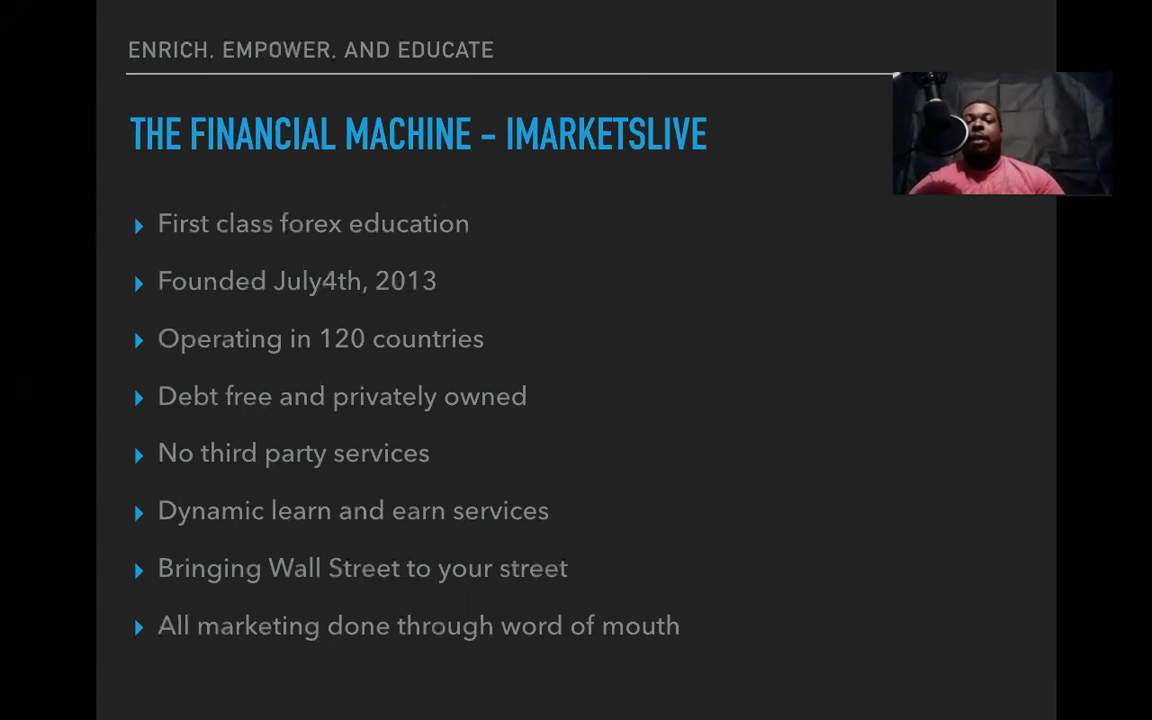 ENRICH, EMPOWER, AND EDUCATE
THE FINANCIAL MACHINE – IMARKETSLIVE
First class forex education
Founded July4th, 2013
Operating in 120 countries
Debt free and privately owned
No third party services
Dynamic learn and earn services
Bringing Wall Street to your street
All marketing done through word of mouth